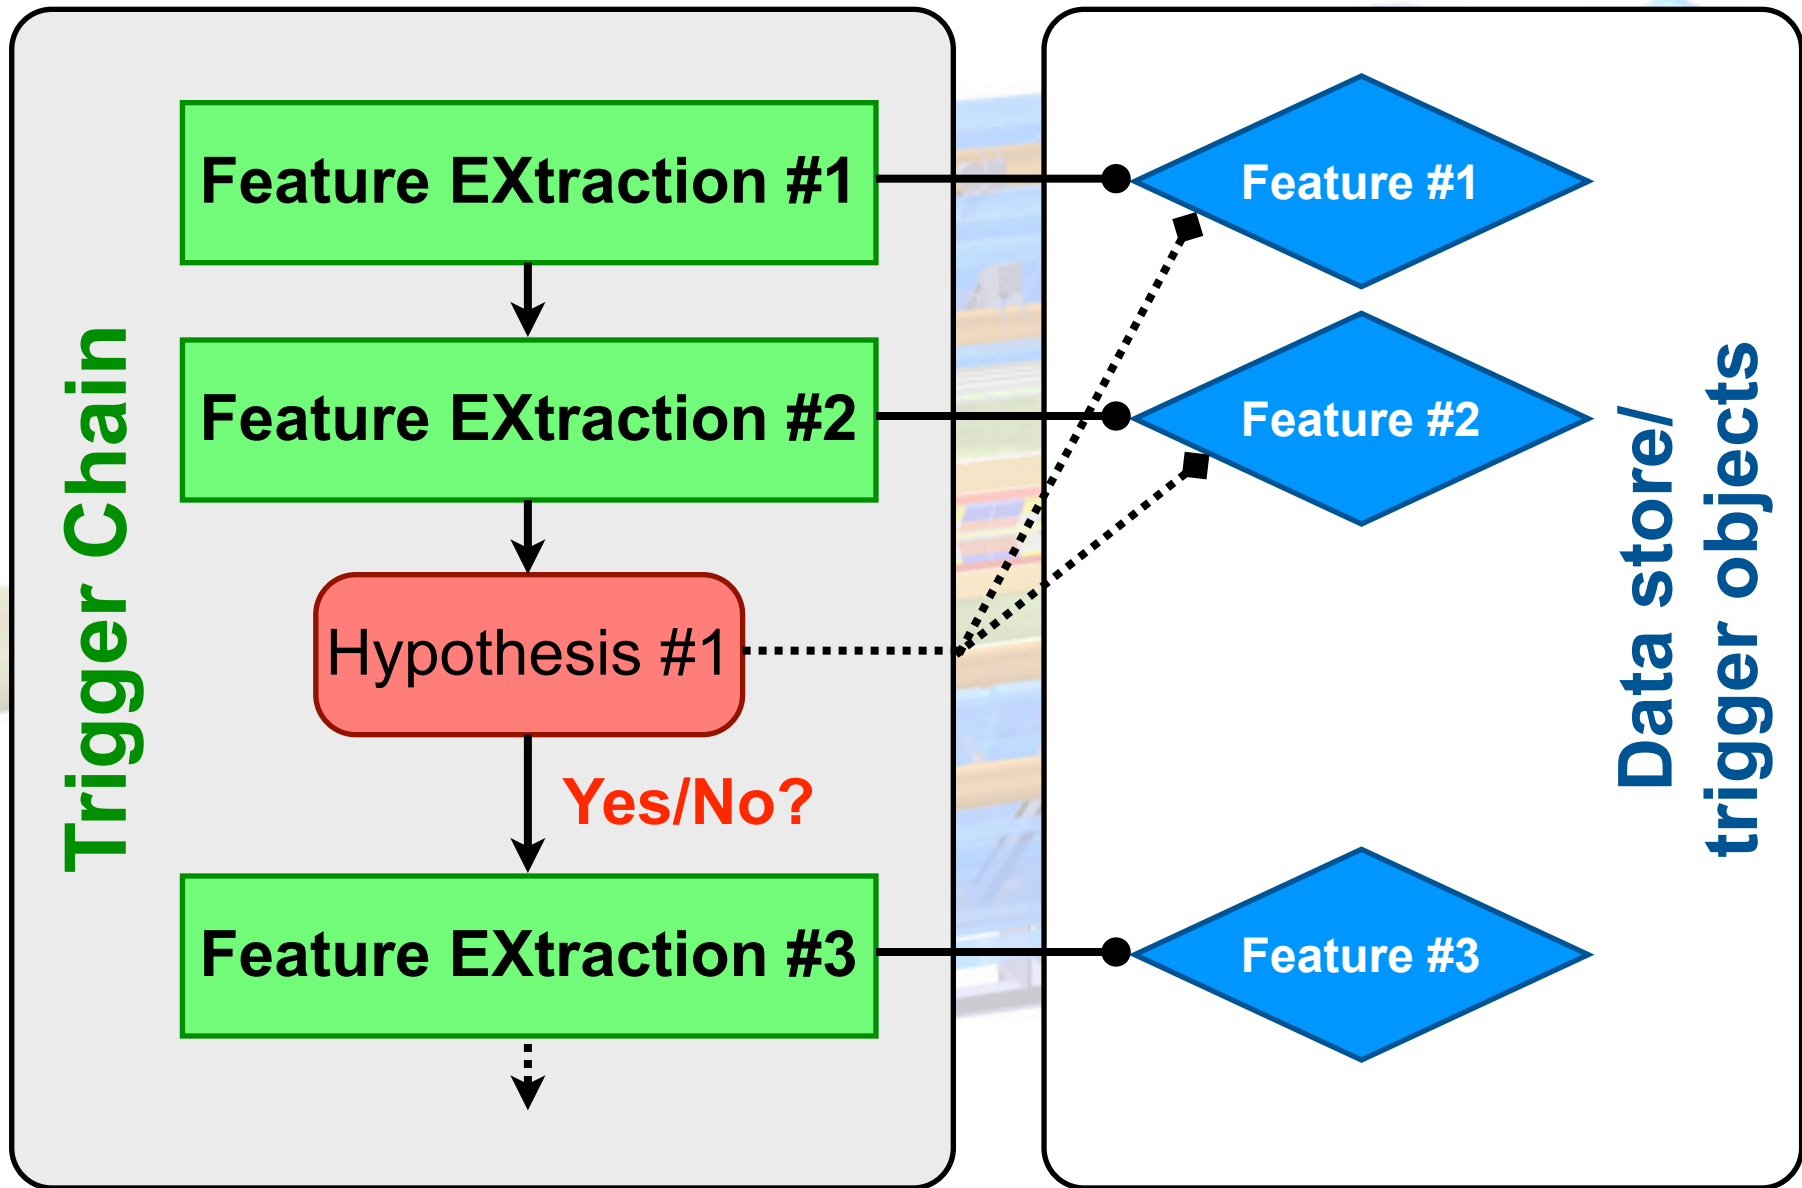 Trigger Chain
Feature EXtraction #1
Feature EXtraction #2
Hypothesis #1
Yes/No?
Feature EXtraction #3
Feature #1
Feature #2
Feature #3
Data store/
trigger objects